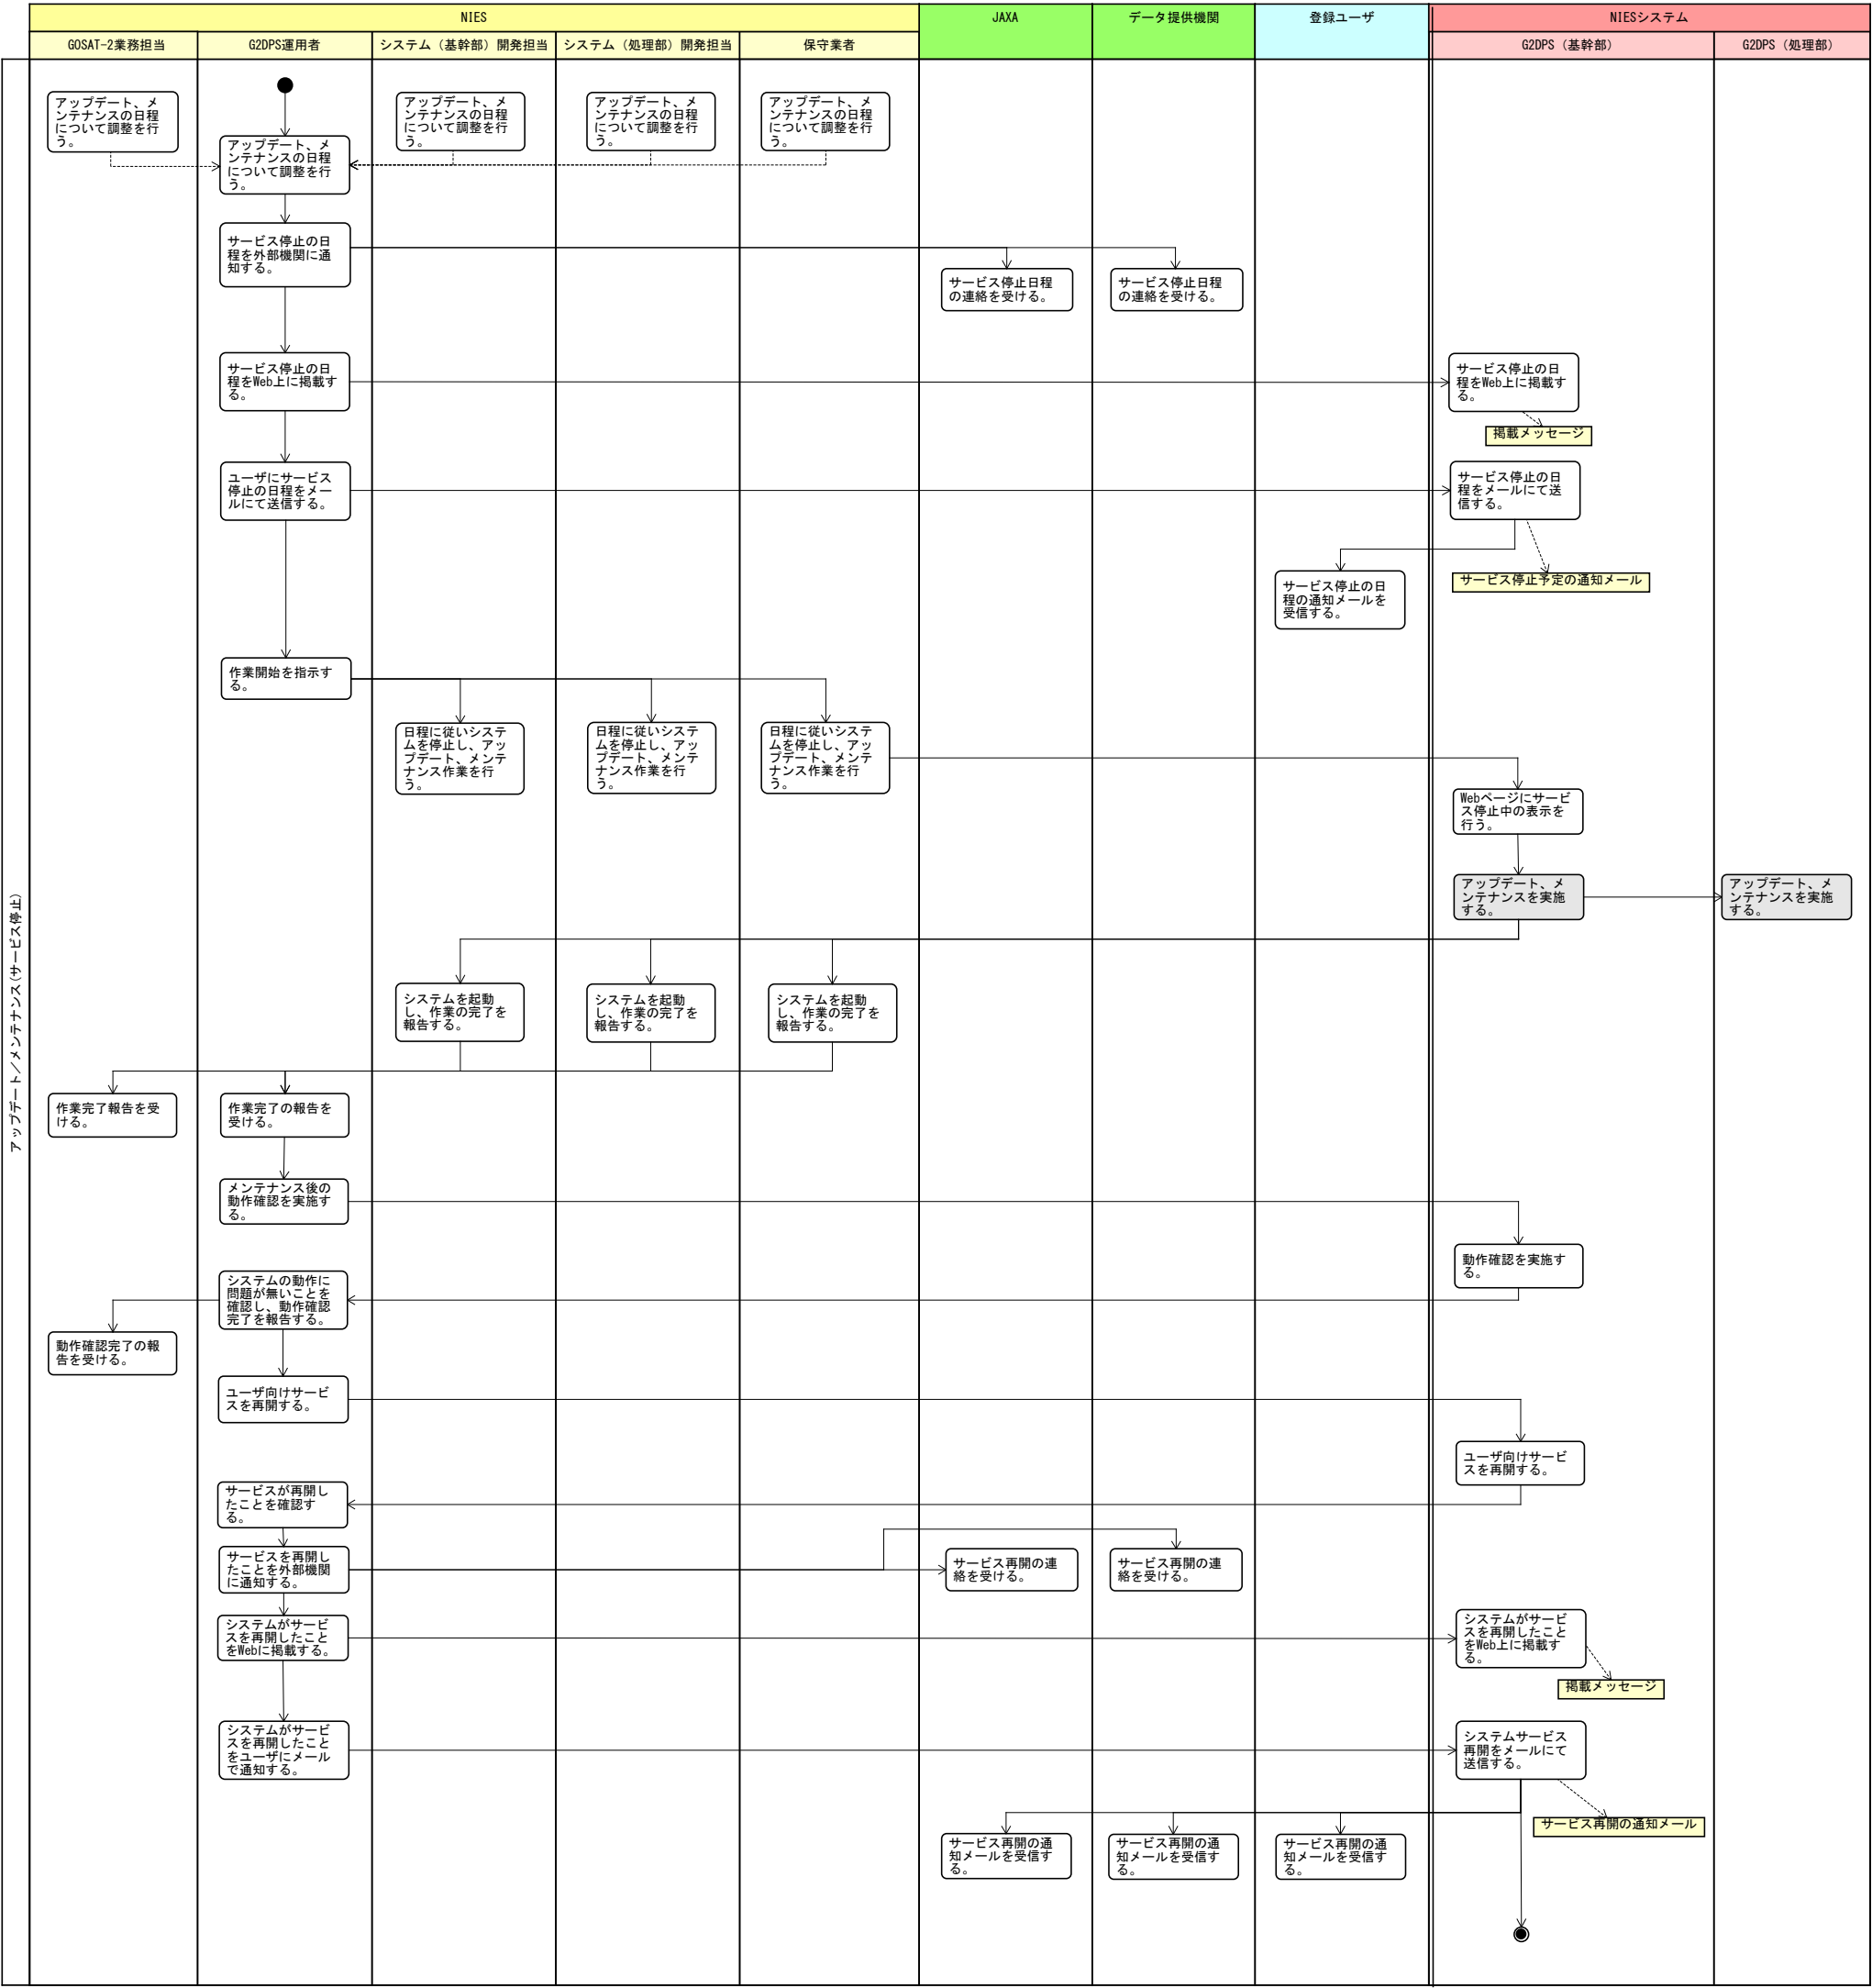 NIES
JAXA
データ提供機関
登録ユーザ
NIESシステム
GOSAT-2業務担当
G2DPS運用者
システム（基幹部）開発担当
システム（処理部）開発担当
保守業者
G2DPS（基幹部）
G2DPS（処理部）
アップデート／メンテナンス(サービス停止)
アップデート、メ
ンテナンスの日程
について調整を行
う。
アップデート、メ
ンテナンスの日程
について調整を行
う。
アップデート、メ
ンテナンスの日程
について調整を行
う。
アップデート、メ
ンテナンスの日程
について調整を行
う。
アップデート、メ
ンテナンスの日程
について調整を行
う。
サービス停止の日
程を外部機関に通
知する。
サービス停止日程
の連絡を受ける。
サービス停止日程
の連絡を受ける。
サービス停止の日
程をWeb上に掲載す
る。
サービス停止の日
程をWeb上に掲載す
る。
掲載メッセージ
ユーザにサービス
停止の日程をメー
ルにて送信する。
サービス停止の日
程をメールにて送
信する。
サービス停止の日
程の通知メールを
受信する。
サービス停止予定の通知メール
作業開始を指示す
る。
日程に従いシステ
ムを停止し、アッ
プデート、メンテ
ナンス作業を行
う。
日程に従いシステ
ムを停止し、アッ
プデート、メンテ
ナンス作業を行
う。
日程に従いシステ
ムを停止し、アッ
プデート、メンテ
ナンス作業を行
う。
Webページにサービ
ス停止中の表示を
行う。
アップデート、メ
ンテナンスを実施
する。
アップデート、メ
ンテナンスを実施
する。
システムを起動
し、作業の完了を
報告する。
システムを起動
し、作業の完了を
報告する。
システムを起動
し、作業の完了を
報告する。
作業完了報告を受
ける。
作業完了の報告を
受ける。
メンテナンス後の
動作確認を実施す
る。
動作確認を実施す
る。
システムの動作に
問題が無いことを
確認し、動作確認
完了を報告する。
動作確認完了の報
告を受ける。
ユーザ向けサービ
スを再開する。
ユーザ向けサービ
スを再開する。
サービスが再開し
たことを確認す
る。
サービスを再開し
たことを外部機関
に通知する。
サービス再開の連
絡を受ける。
サービス再開の連
絡を受ける。
システムがサービ
スを再開したこと
をWebに掲載する。
システムがサービ
スを再開したこと
をWeb上に掲載す
る。
掲載メッセージ
システムがサービ
スを再開したこと
をユーザにメール
で通知する。
システムサービス
再開をメールにて
送信する。
サービス再開の通知メール
サービス再開の通
知メールを受信す
る。
サービス再開の通
知メールを受信す
る。
サービス再開の通
知メールを受信す
る。